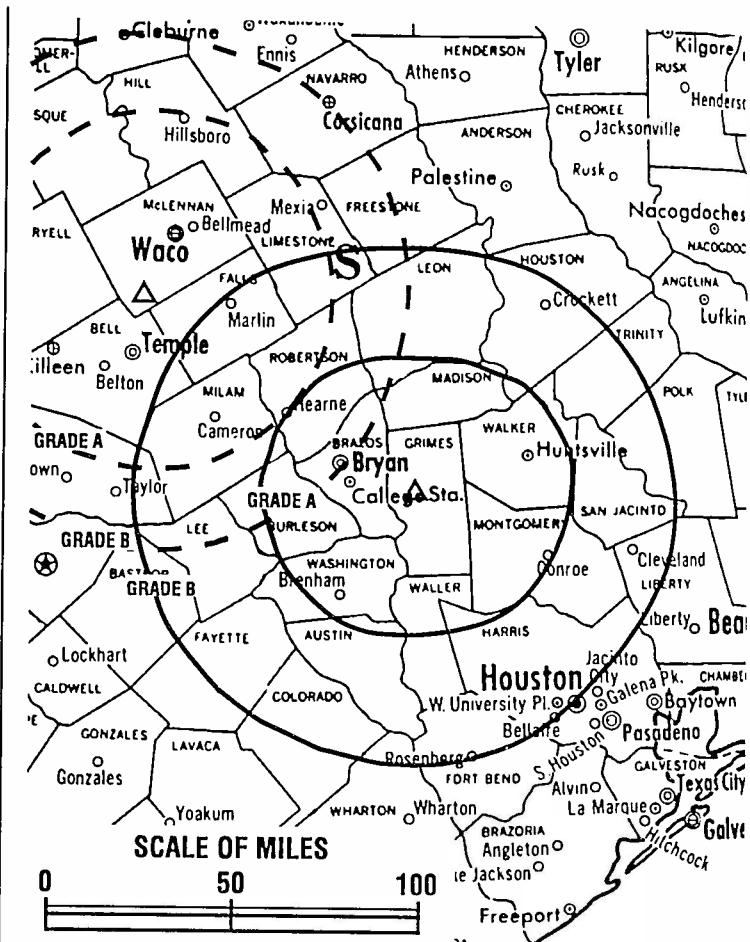 Cleburne
Ennis
HENDERSON
Tyler
Kilgore
NAVARRO
Athens
RUSK
HILL
Corsicana
CHEROKEE
Hillsboro
ANDERSON
Jacksonville
Palestine
Rusk
McLENNAN
Mexia
FREESTONE
Bellmead
Nacogdoches
Waco
LIMESTONE
S
LEON
HOUSTON
FALLS
ANGELINA
Marlin
Crockett
Lufkin
BELL
Temple
TRINITY
Belton
ROBERTSON
MADISON
POLK
MILAM
Hearne
Cameron
WALKER
GRADE A
BRAZOS
GRIMES
Huntsville
Bryan
Taylor
College Sta.
GRADE A
LEE
BURLESON
MONTGOMERY
SAN JACINTO
GRADE B
BASTROP
WASHINGTON
Conroe
Cleveland
GRADE B
Brenham
WALLER
LIBERTY
FAYETTE
AUSTIN
HARRIS
Liberty
Lockhart
Houston
Jacinto
City
CALDWELL
COLORADO
W. University Pl.
Galena Pk.
Baytown
GONZALES
Bellaire
Pasadena
LAVACA
Rosenberg
S. Houston
Gonzales
FORT BEND
GALVESTON
Alvin
Texas City
Yoakum
WHARTON
Wharton
La Marque
SCALE OF MILES
BRAZORIA
Angleton
Hitchcock
0 50 100
Jackson
Freeport